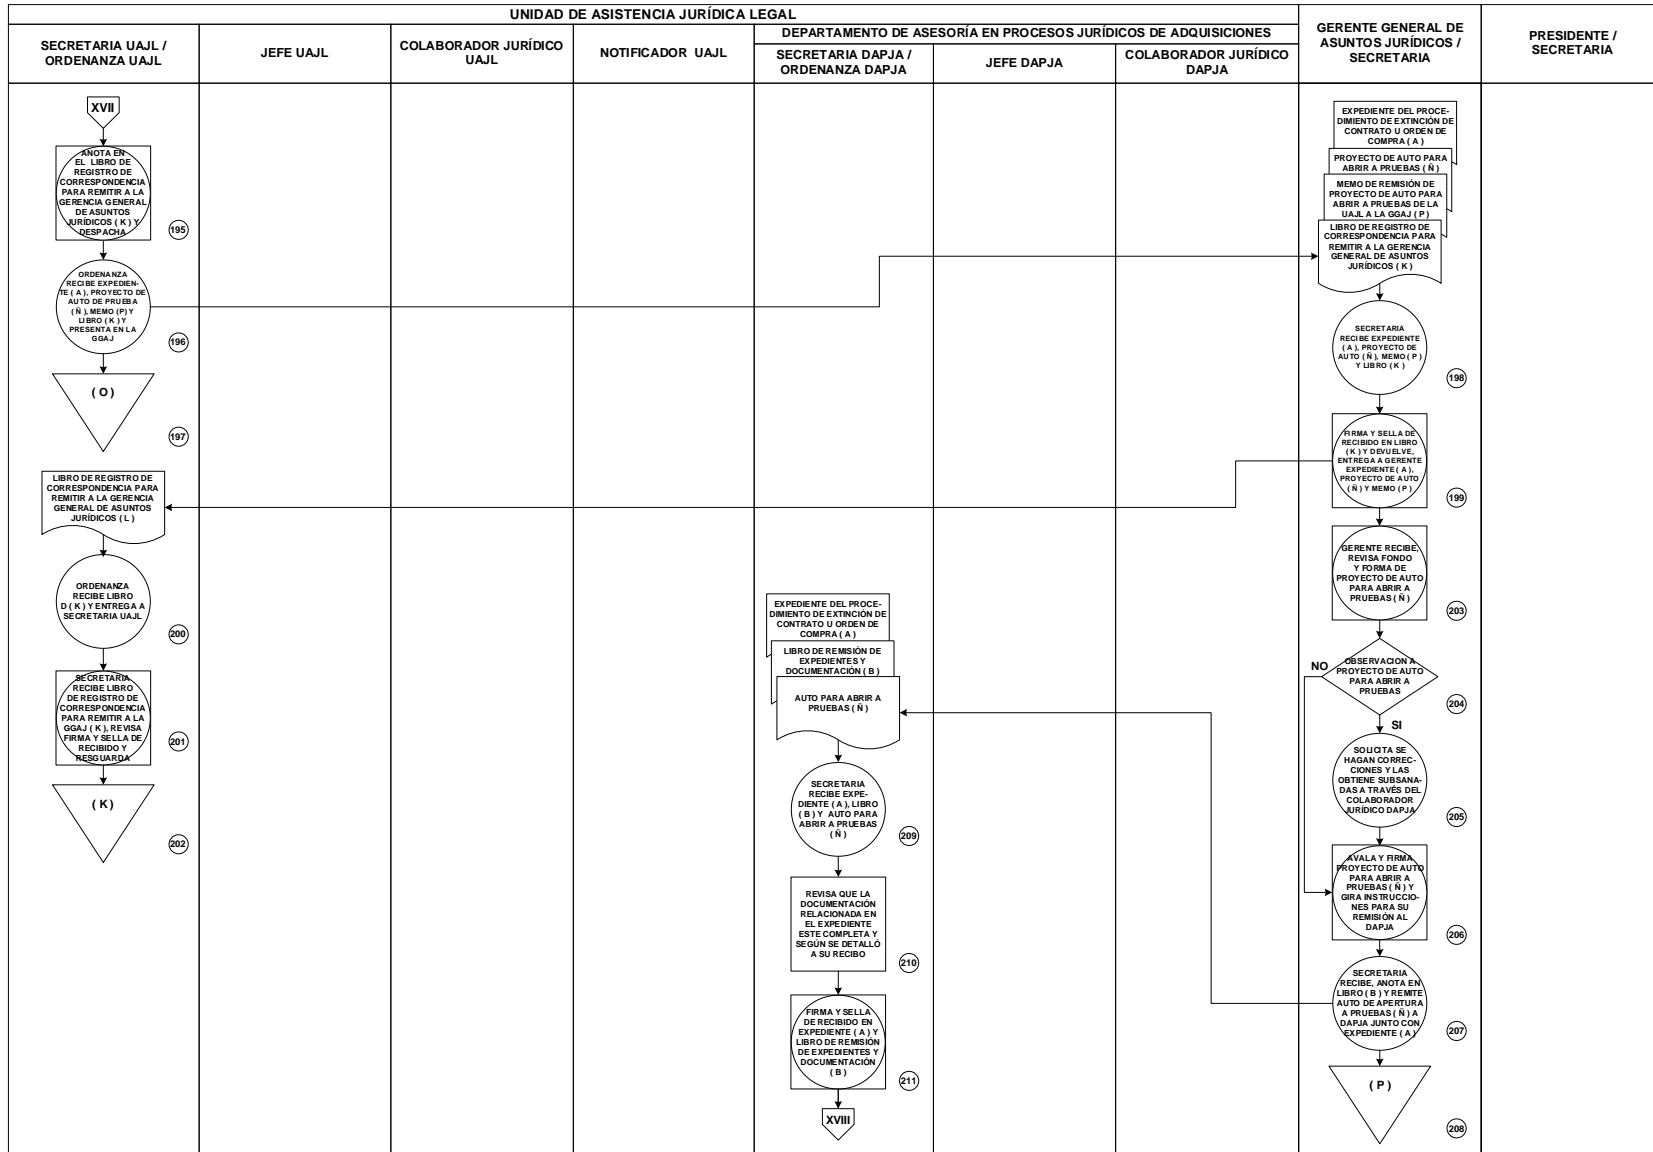 UNIDAD DE ASISTENCIA JURÍDICA LEGAL
SECRETARIA UAJL /
ORDENANZA UAJL
JEFE UAJL
COLABORADOR JURÍDICO
UAJL
NOTIFICADOR UAJL
DEPARTAMENTO DE ASESORÍA EN PROCESOS JURÍDICOS DE ADQUISICIONES
SECRETARIA DAPJA /
ORDENANZA DAPJA
JEFE DAPJA
COLABORADOR JURÍDICO
DAPJA
GERENTE GENERAL DE
ASUNTOS JURÍDICOS /
SECRETARIA
PRESIDENTE /
SECRETARIA
XVII
ANOTA EN
EL LIBRO DE
REGISTRO DE
CORRESPONDENCIA
PARA REMITIR A LA
GERENCIA GENERAL
DE ASUNTOS
JURÍDICOS ( K ) Y
DESPACHA
195
ORDENANZA
RECIBE EXPEDIEN-
TE ( A ), PROYECTO DE
AUTO DE PRUEBA
( Ñ ), MEMO (P) Y
LIBRO ( K ) Y
PRESENTA EN LA
GGAJ
196
( O )
197
LIBRO DE REGISTRO DE
CORRESPONDENCIA PARA
REMITIR A LA GERENCIA
GENERAL DE ASUNTOS
JURÍDICOS ( L )
ORDENANZA
RECIBE LIBRO
D ( K ) Y ENTREGA A
SECRETARIA UAJL
200
SECRETARIA
RECIBE LIBRO
DE REGISTRO DE
CORRESPONDENCIA
PARA REMITIR A LA
GGAJ ( K ), REVISA
FIRMA Y SELLA DE
RECIBIDO Y
RESGUARDA
201
( K )
202
EXPEDIENTE DEL PROCE-
DIMIENTO DE EXTINCIÓN DE
CONTRATO U ORDEN DE
COMPRA ( A )
LIBRO DE REMISIÓN DE
EXPEDIENTES Y
DOCUMENTACIÓN ( B )
AUTO PARA ABRIR A
PRUEBAS ( Ñ )
SECRETARIA
RECIBE EXPE-
DIENTE ( A ), LIBRO
( B ) Y AUTO PARA
ABRIR A PRUEBAS
( Ñ )
209
REVISA QUE LA
DOCUMENTACIÓN
RELACIONADA EN
EL EXPEDIENTE
ESTE COMPLETA Y
SEGÚN SE DETALLÓ
A SU RECIBO
210
FIRMA Y SELLA
DE RECIBIDO EN
EXPEDIENTE ( A ) Y
LIBRO DE REMISIÓN
DE EXPEDIENTES Y
DOCUMENTACIÓN
( B )
211
XVIII
EXPEDIENTE DEL PROCE-
DIMIENTO DE EXTINCIÓN DE
CONTRATO U ORDEN DE
COMPRA ( A )
PROYECTO DE AUTO PARA
ABRIR A PRUEBAS ( Ñ )
MEMO DE REMISIÓN DE
PROYECTO DE AUTO PARA
ABRIR A PRUEBAS DE LA
UAJL A LA GGAJ ( P )
LIBRO DE REGISTRO DE
CORRESPONDENCIA PARA
REMITIR A LA GERENCIA
GENERAL DE ASUNTOS
JURÍDICOS ( K )
SECRETARIA
RECIBE EXPEDIENTE
( A ), PROYECTO DE
AUTO ( Ñ ), MEMO ( P )
Y LIBRO ( K )
198
FIRMA Y SELLA DE
RECIBIDO EN LIBRO
( K ) Y DEVUELVE,
ENTREGA A GERENTE
EXPEDIENTE ( A ),
PROYECTO DE AUTO
( Ñ ) Y MEMO ( P )
199
GERENTE RECIBE,
REVISA FONDO
Y FORMA DE
PROYECTO DE AUTO
PARA ABRIR A
PRUEBAS ( Ñ )
203
NO
OBSERVACION A
PROYECTO DE AUTO
PARA ABRIR A
PRUEBAS
204
SI
SOLICITA SE
HAGAN CORREC-
CIONES Y LAS
OBTIENE SUBSANA-
DAS A TRAVÉS DEL
COLABORADOR
JURÍDICO DAPJA
205
AVALA Y FIRMA
PROYECTO DE AUTO
PARA ABRIR A
PRUEBAS ( Ñ ) Y
GIRA INSTRUCCIO-
NES PARA SU
REMISIÓN AL
DAPJA
206
SECRETARIA
RECIBE, ANOTA EN
LIBRO ( B ) Y REMITE
AUTO DE APERTURA
A PRUEBAS ( Ñ ) A
DAPJA JUNTO CON
EXPEDIENTE ( A )
207
( P )
208